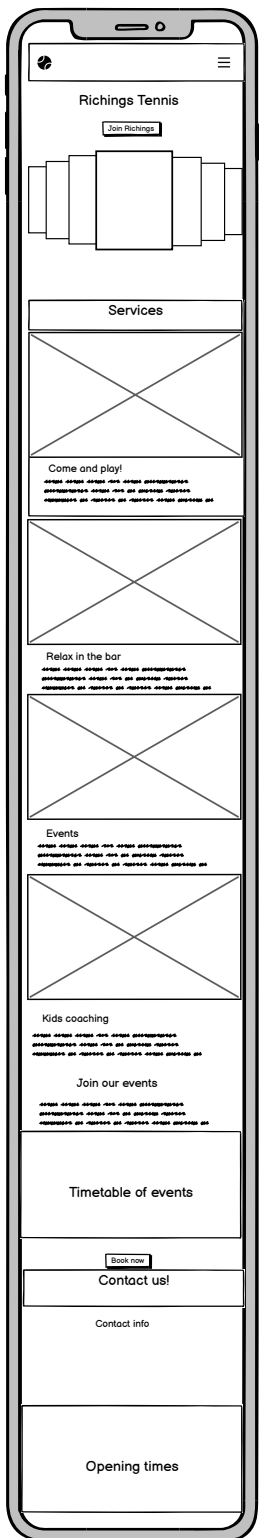 Richings Tennis
Join Richings
Services
Come and play!
Relax in the bar
Events
Kids coaching
Join our events
Timetable of events
Book now
Contact us!
Contact info
Opening times